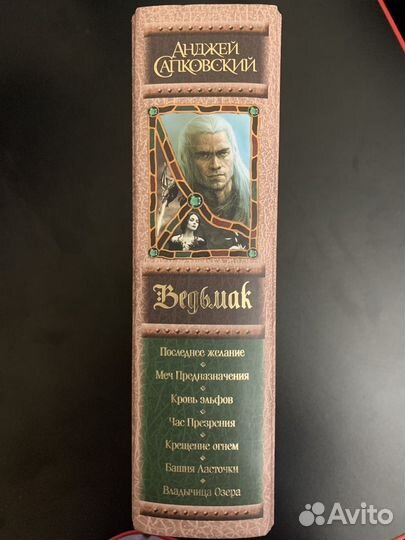 Анджей
Сапковский
Ведьмак
Последнее желание
Меч Предназначения
Кровь эльфов
Час Презрения
Крещение огнем
Башня Ласточки
Владычица Озера
Avito